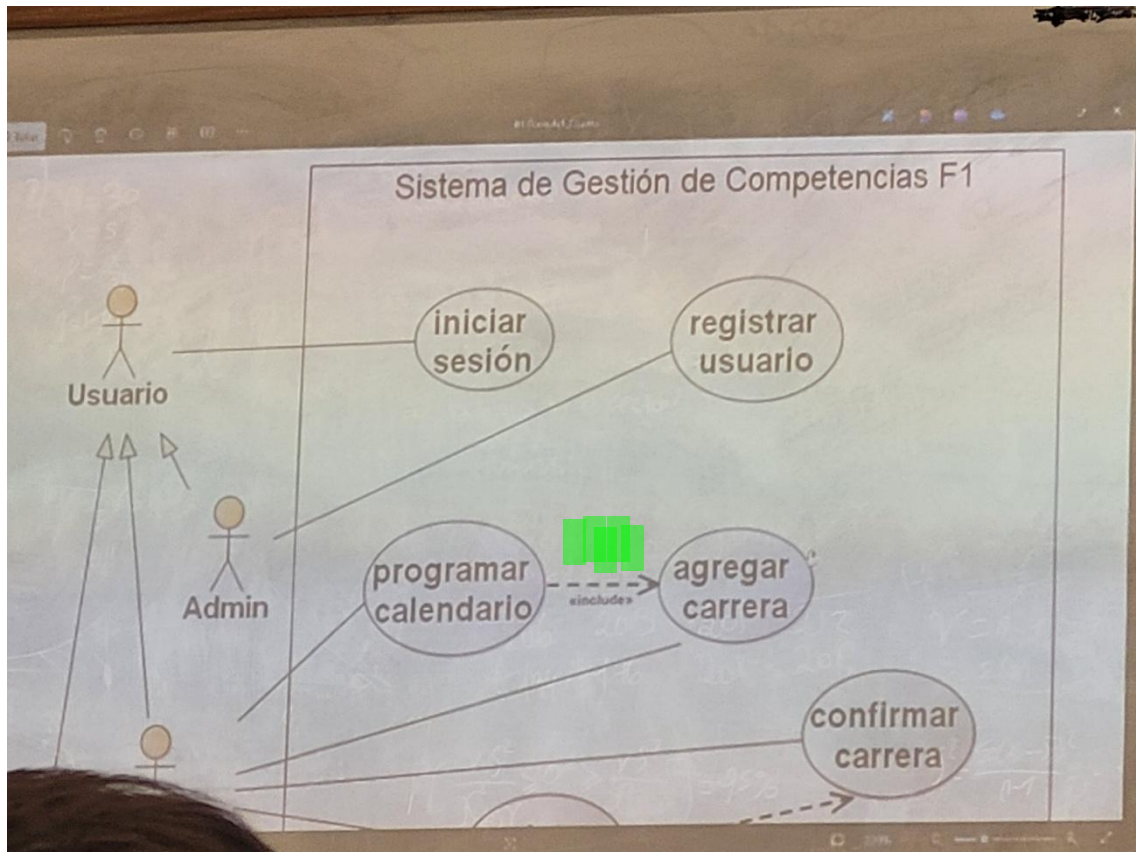 Sistema de Gestión de Competencias F1
iniciar
sesión
registrar
usuario
Usuario
programar
calendario
«include»
agregar
carrera
Admin
confirmar
carrera